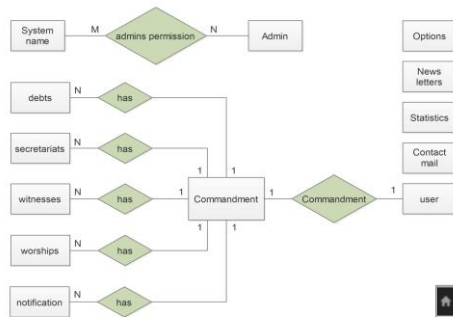 System
name
M
admins permission
N
Admin
Options
News
letters
debts
N
has
Statistics
secretariats
N
has
Contact
mail
1
1
witnesses
N
has
1
Commandment
1
Commandment
1
user
1
1
worships
N
has
notification
N
has